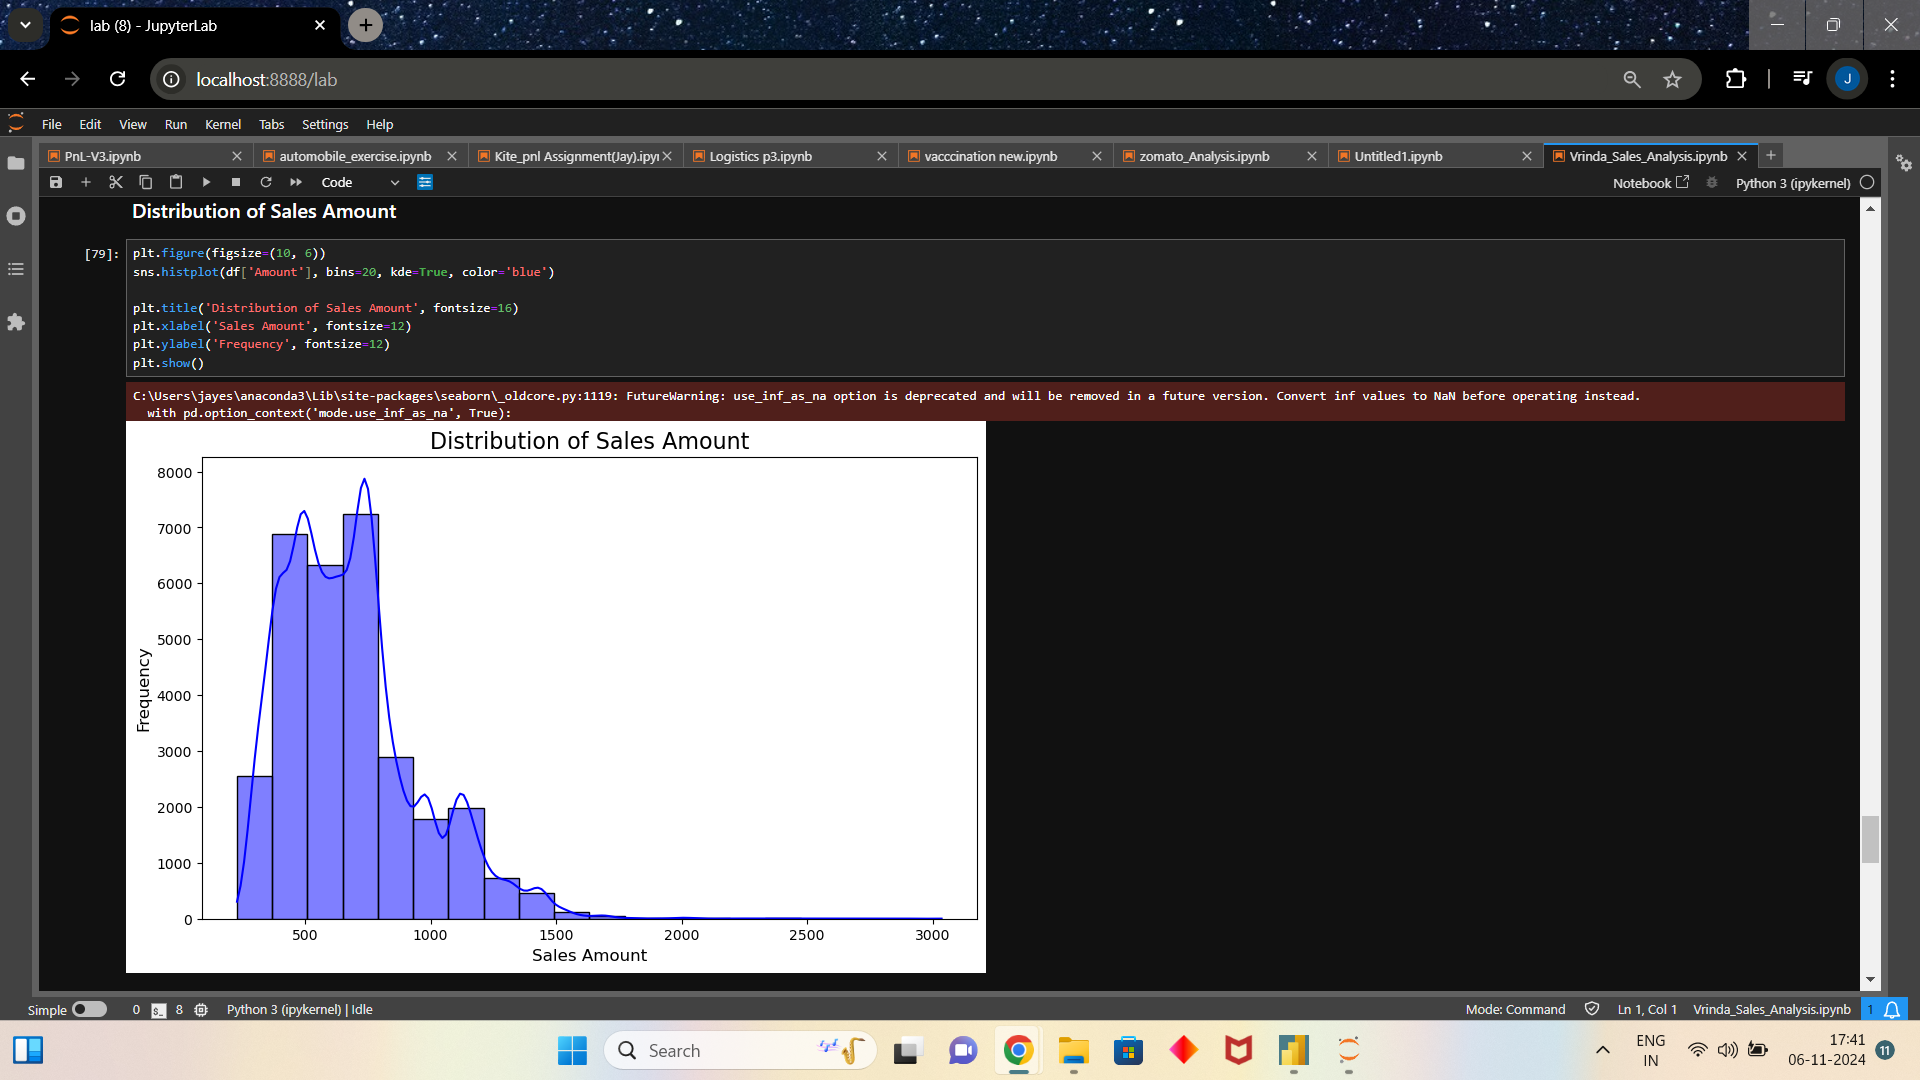 lab (8) - JupyterLab
localhost:8888/lab
J
File Edit View Run Kernel Tabs Settings Help
PnL-V3.ipynb automobile_exercise.ipynb Kite_pnl Assignment(Jay).ipyn Logistics p3.ipynb vacccination new.ipynb zomato_Analysis.ipynb Untitled1.ipynb Vrinda_Sales_Analysis.ipynb
Code Notebook Python 3 (ipykernel)
Distribution of Sales Amount
[79]: plt.figure(figsize=(10, 6))
sns.histplot(df['Amount'], bins=20, kde=True, color='blue')
plt.title('Distribution of Sales Amount', fontsize=16)
plt.xlabel('Sales Amount', fontsize=12)
plt.ylabel('Frequency', fontsize=12)
plt.show()
C:\Users\jayes\anaconda3\Lib\site-packages\seaborn\_oldcore.py:1119: FutureWarning: use_inf_as_na option is deprecated and will be removed in a future version. Convert inf values to NaN before operating instead.
with pd.option_context('mode.use_inf_as_na', True):
Distribution of Sales Amount
8000
7000
6000
5000
4000
3000
2000
1000
0
Frequency
500 1000 1500 2000 2500 3000
Sales Amount
Simple 0 $_ 8 Python 3 (ipykernel) | Idle Mode: Command Ln 1, Col 1 Vrinda_Sales_Analysis.ipynb 1
Search
ENG
IN
17:41
06-11-2024
11